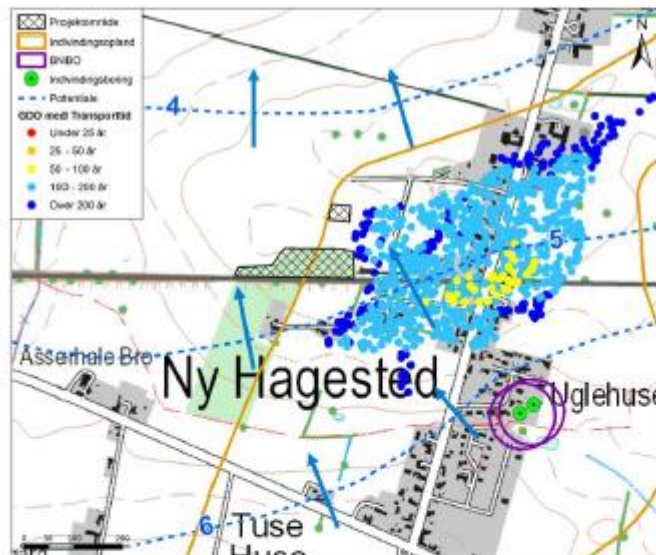 Projektområde
Indvindingsopland
BNBO
Indvindingsboring
Potentiale
GDO med Transporttid
Under 25 år
25 - 50 år
50 - 100 år
100 - 200 år
Over 200 år
N
4
5
Asserhøle Bro
Ny Hagested
Uglehuse
6
Tuse
Huse